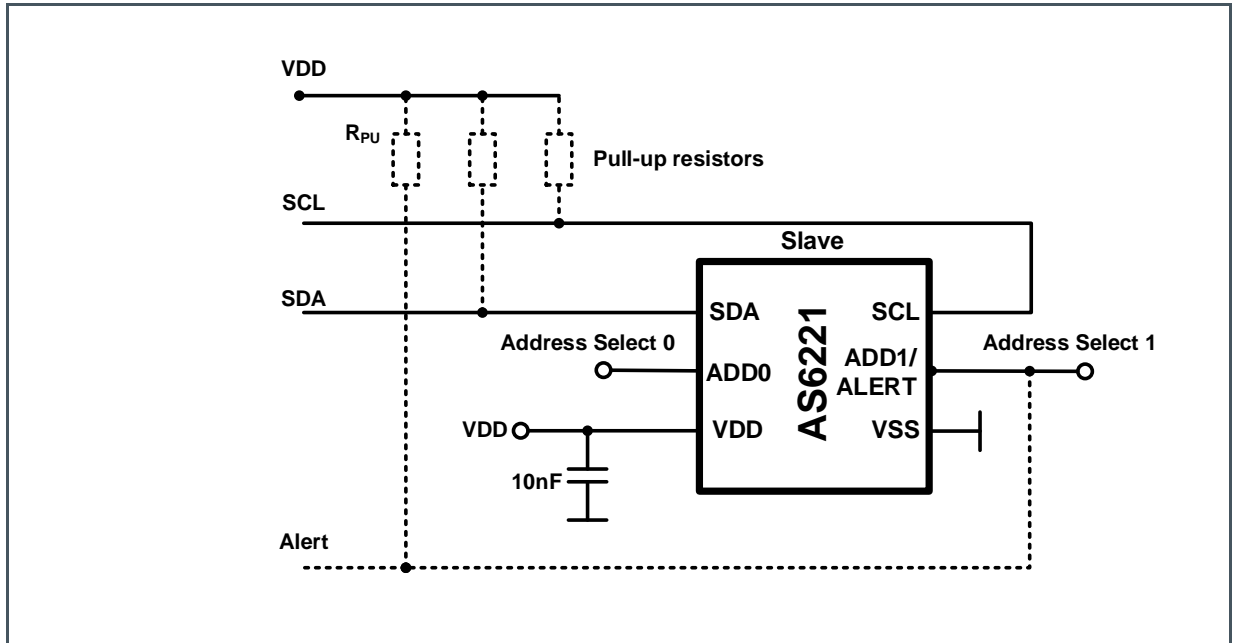 VDD
RPU
Pull-up resistors
SCL
Slave
SDA
SDA
SCL
Address Select 0
ADD0
AS6221
ADD1/
ALERT
Address Select 1
VDD
VDD
VSS
10nF
Alert